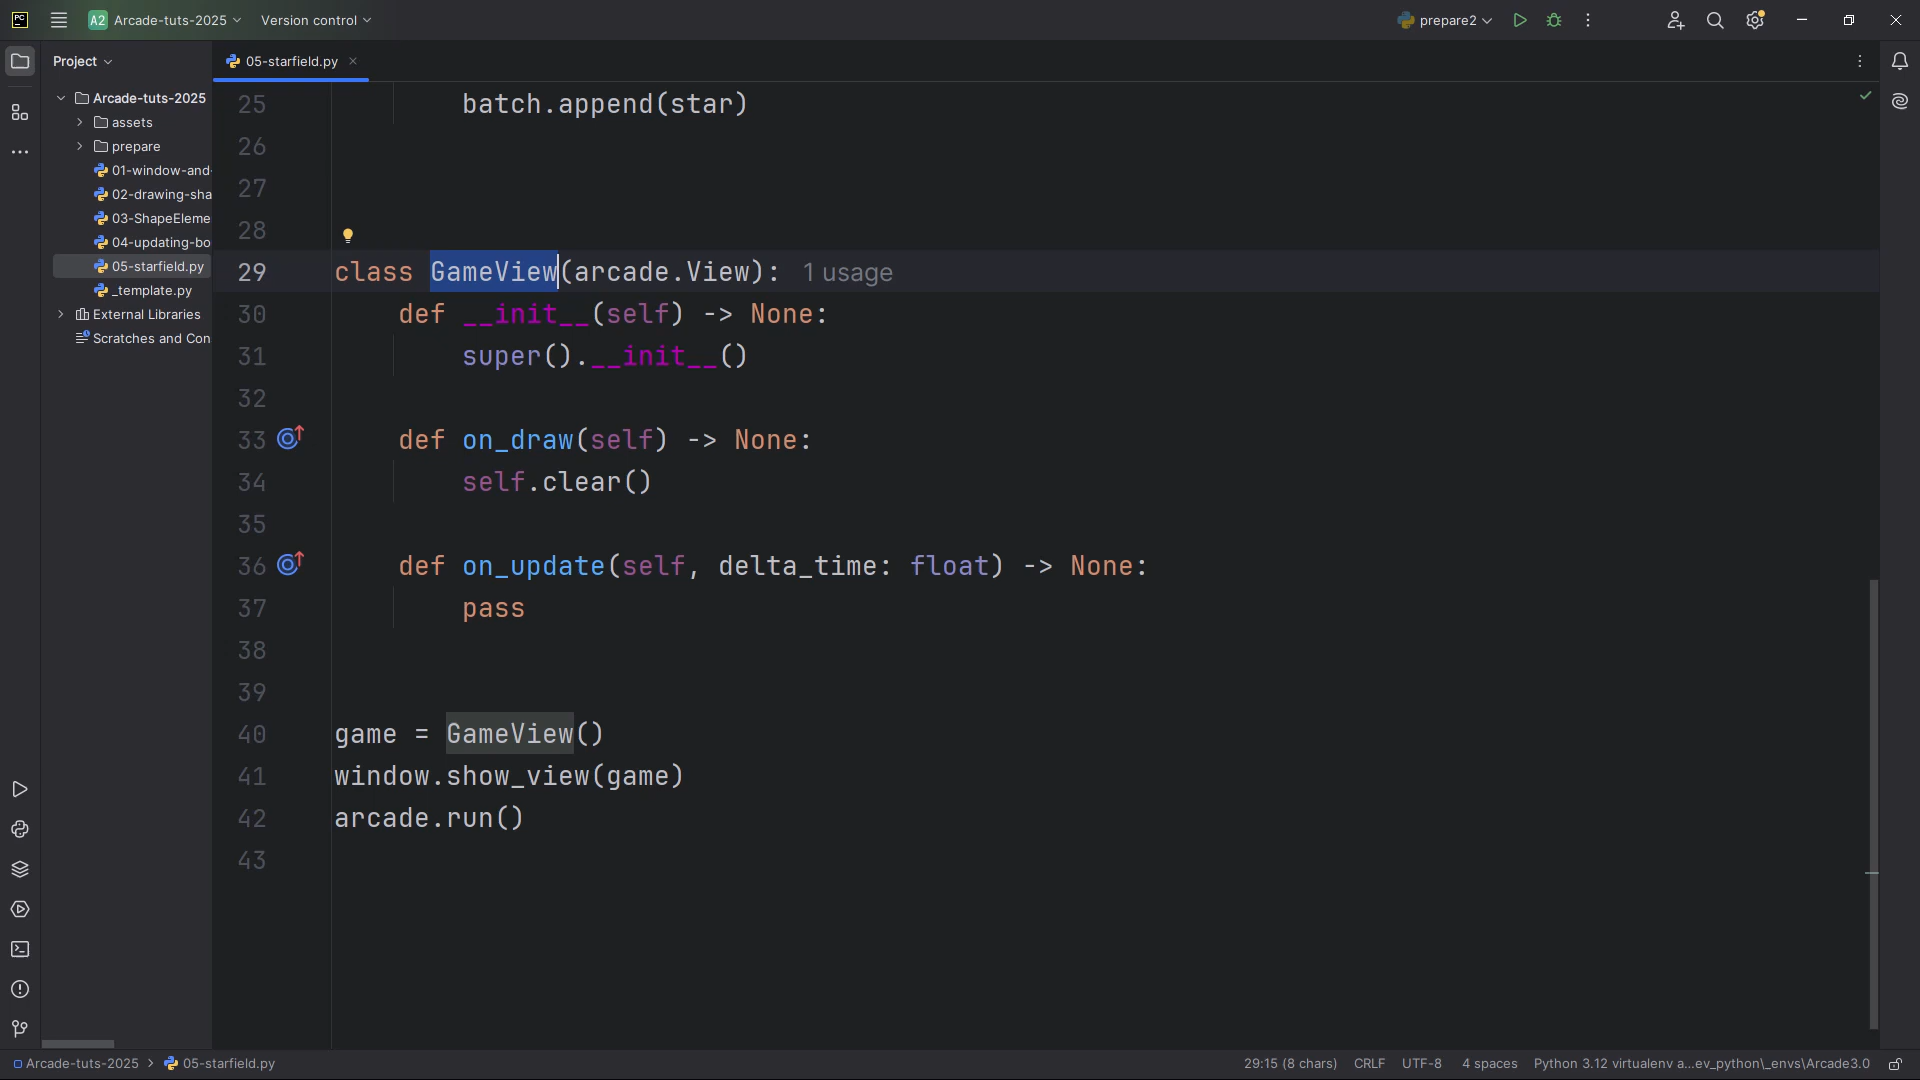 PC
A2 Arcade-tuts-2025 Version control prepare2
Project 05-starfield.py
Arcade-tuts-2025
assets
prepare
01-window-and-
02-drawing-sha
03-ShapeEleme
04-updating-bo
05-starfield.py
_template.py
External Libraries
Scratches and Con
25 batch.append(star)
26
27
28
29 class GameView(arcade.View): 1 usage
30 def __init__(self) -> None:
31 super().__init__()
32
33 def on_draw(self) -> None:
34 self.clear()
35
36 def on_update(self, delta_time: float) -> None:
37 pass
38
39
40 game = GameView()
41 window.show_view(game)
42 arcade.run()
43
Arcade-tuts-2025 05-starfield.py 29:15 (8 chars) CRLF UTF-8 4 spaces Python 3.12 virtualenv a...ev_python\_envs\Arcade3.0